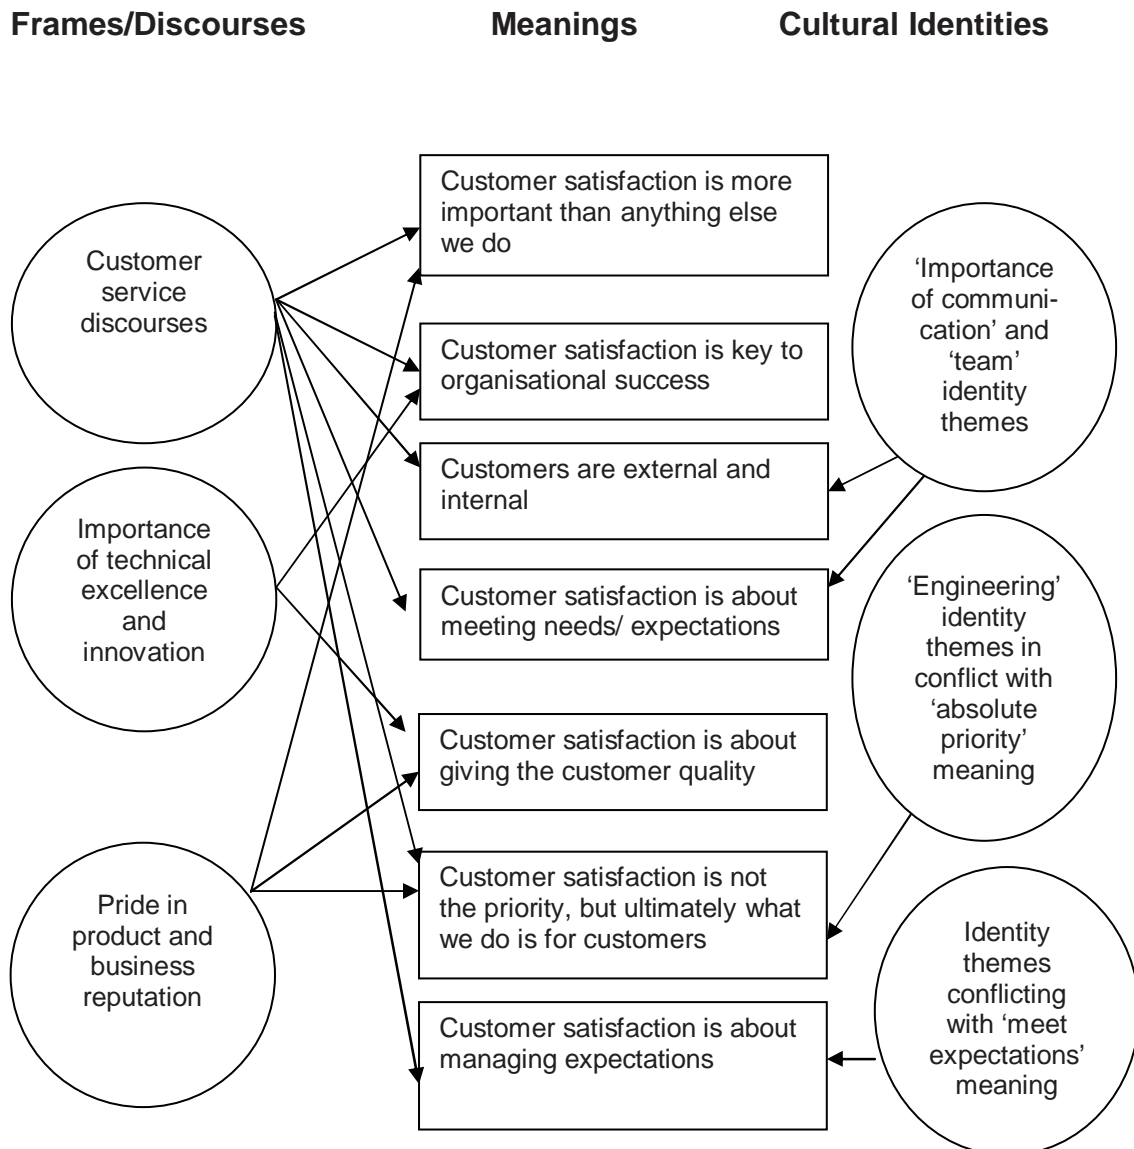 Frames/Discourses Meanings Cultural Identities
Customer
service
discourses
Importance
of technical
excellence
and
innovation
Pride in
product and
business
reputation
Customer satisfaction is more
important than anything else
we do
Customer satisfaction is key to
organisational success
Customers are external and
internal
Customer satisfaction is about
meeting needs/ expectations
Customer satisfaction is about
giving the customer quality
Customer satisfaction is not
the priority, but ultimately what
we do is for customers
Customer satisfaction is about
managing expectations
‘Importance
of communi-
cation’ and
‘team’
identity
themes
‘Engineering’
identity
themes in
conflict with
‘absolute
priority’
meaning
Identity
themes
conflicting
with ‘meet
expectations’
meaning